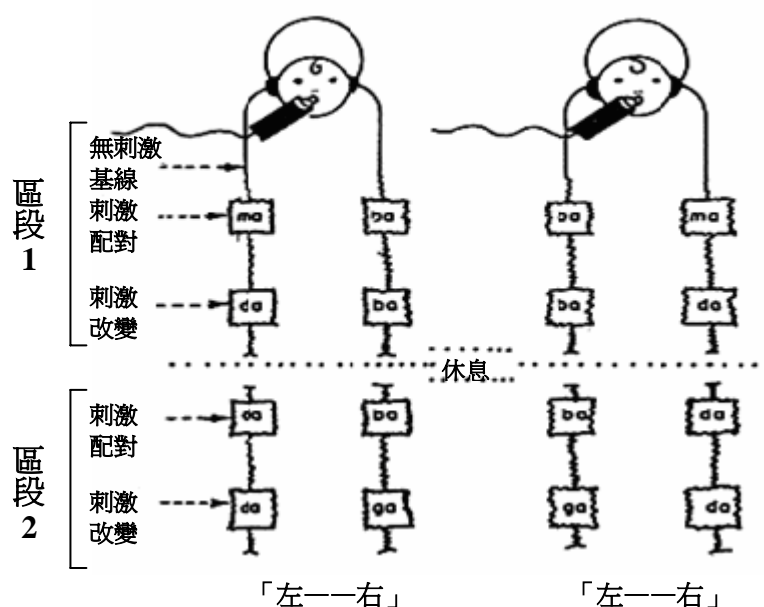 區段
1
無刺激
基線
刺激
配對
ma ba ba ma
刺激
改變
da ba ba da
休息
區段
2
刺激
配對
da ba ba da
刺激
改變
da ga ga da
「左——右」 「左——右」